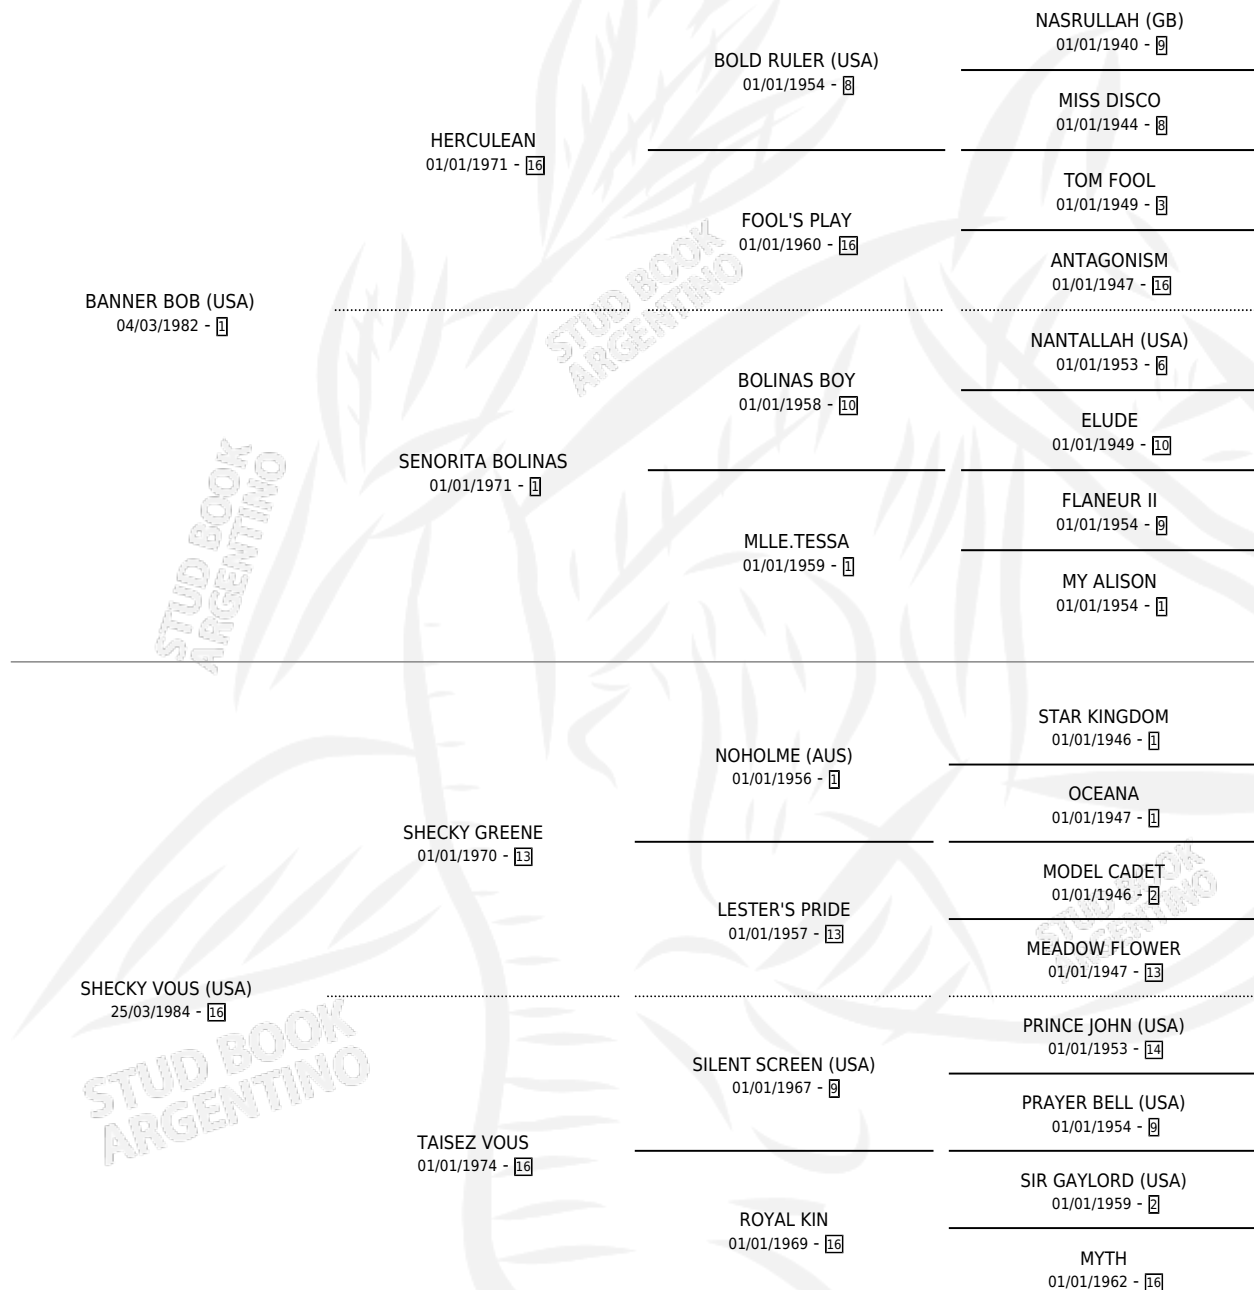 NASRULLAH (GB)
01/01/1940 - 9
BOLD RULER (USA)
01/01/1954 - 8
MISS DISCO
01/01/1944 - 8
HERCULEAN
01/01/1971 - 16
TOM FOOL
01/01/1949 - 3
FOOL'S PLAY
01/01/1960 - 16
ANTAGONISM
01/01/1947 - 16
BANNER BOB (USA)
04/03/1982 - 1
NANTALLAH (USA)
01/01/1953 - 6
BOLINAS BOY
01/01/1958 - 10
ELUDE
01/01/1949 - 10
SENORITA BOLINAS
01/01/1971 - 1
FLANEUR II
01/01/1954 - 9
MLLE.TESSA
01/01/1959 - 1
MY ALISON
01/01/1954 - 1
STAR KINGDOM
01/01/1946 - 1
NOHOLME (AUS)
01/01/1956 - 1
OCEANA
01/01/1947 - 1
SHECKY GREENE
01/01/1970 - 13
MODEL CADET
01/01/1946 - 2
LESTER'S PRIDE
01/01/1957 - 13
MEADOW FLOWER
01/01/1947 - 13
SHECKY VOUS (USA)
25/03/1984 - 16
PRINCE JOHN (USA)
01/01/1953 - 14
SILENT SCREEN (USA)
01/01/1967 - 9
PRAYER BELL (USA)
01/01/1954 - 9
TAISEZ VOUS
01/01/1974 - 16
SIR GAYLORD (USA)
01/01/1959 - 2
ROYAL KIN
01/01/1969 - 16
MYTH
01/01/1962 - 16
STUD BOOK
ARGENTINO
STUD BOOK
ARGENTINO
STUD BOOK
ARGENTINO
STUD BOOK
ARGENTINO